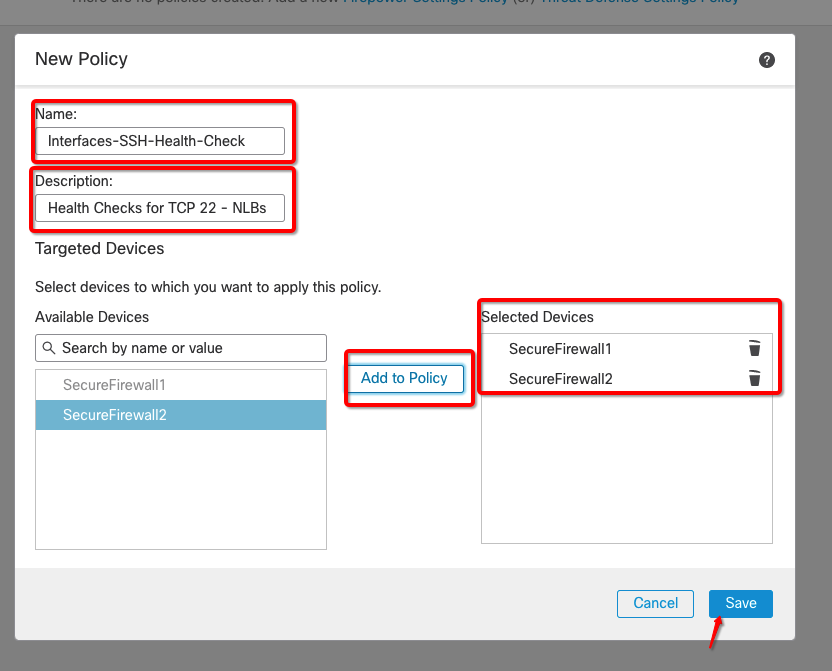 There are no policies created. Add a new Firepower Settings Policy (or) Threat Defense Settings Policy
New Policy
?
Name:
Interfaces-SSH-Health-Check
Description:
Health Checks for TCP 22 - NLBs
Targeted Devices
Select devices to which you want to apply this policy.
Available Devices
Search by name or value
SecureFirewall1
SecureFirewall2
Add to Policy
Selected Devices
SecureFirewall1
SecureFirewall2
Cancel
Save